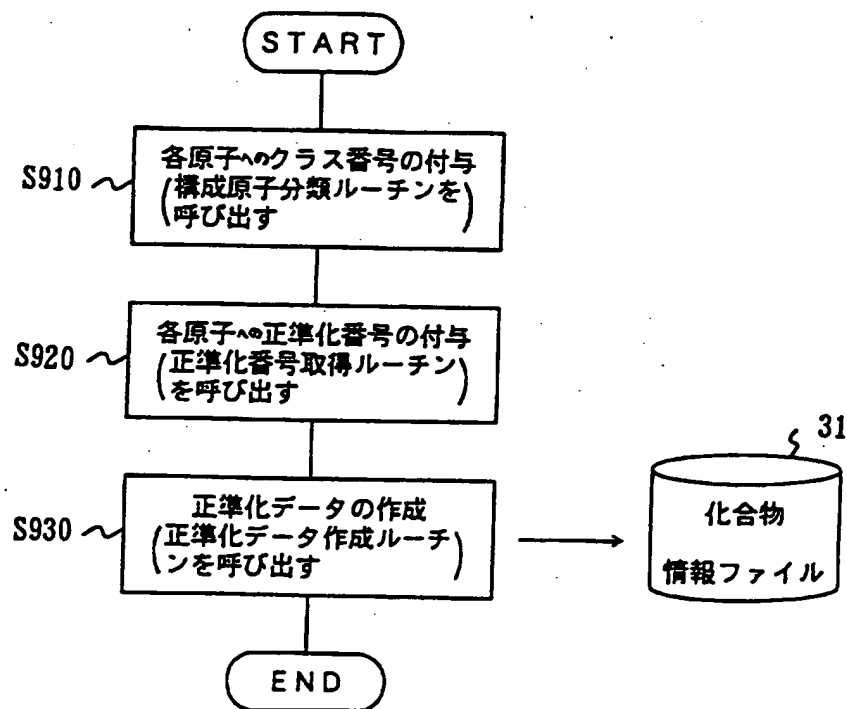 START
S910
各原子へのクラス番号の付与
(構成原子分類ルーチンを
呼び出す)
S920
各原子への正準化番号の付与
(正準化番号取得ルーチン
を呼び出す)
31
S930
正準化データの作成
(正準化データ作成ルーチ
ンを呼び出す)
化合物
情報ファイル
END